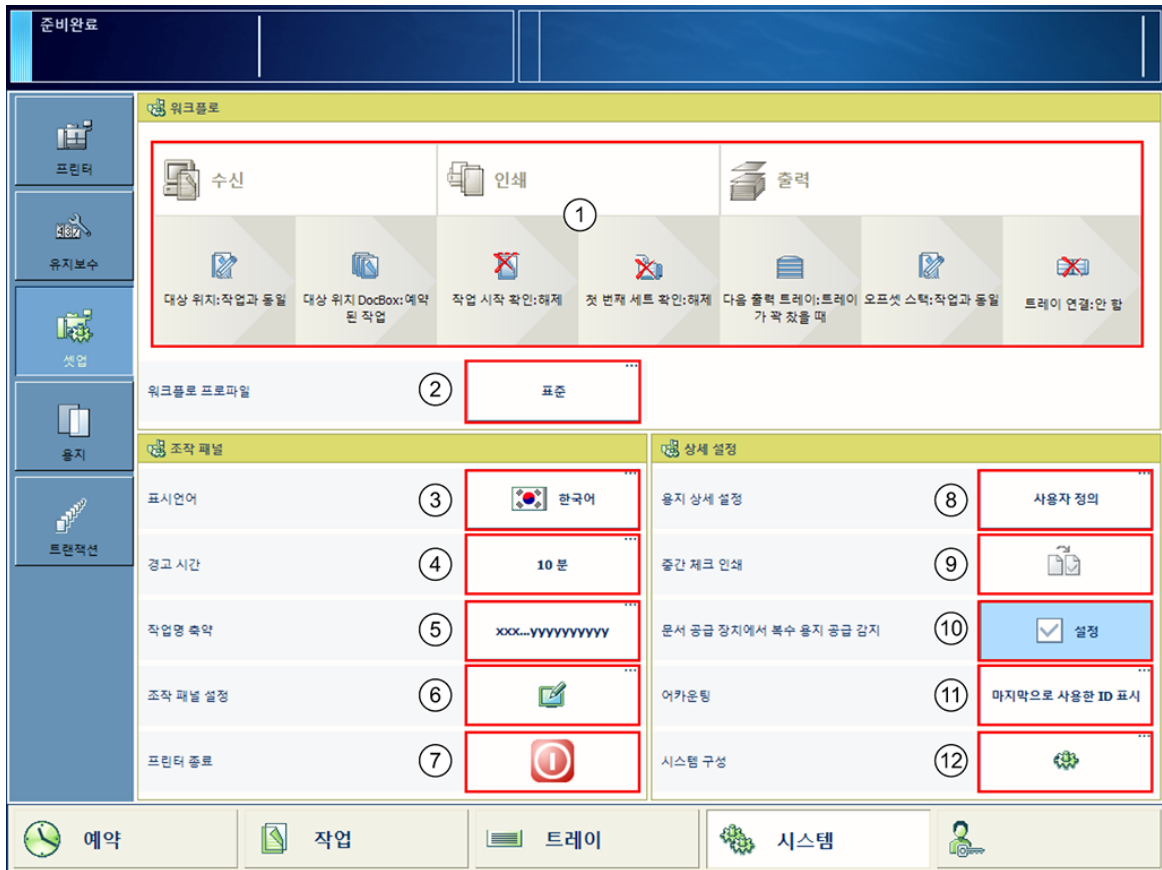 준비완료
프린터
유지보수
셋업
용지
트랜잭션
워크플로
수신
인쇄
출력
1
대상 위치:작업과 동일
대상 위치 DocBox:예약
된 작업
작업 시작 확인:해제
첫 번째 세트 확인:해제
다음 출력 트레이:트레이
가 꽉 찼을 때
오프셋 스택:작업과 동일
트레이 연결:안 함
워크플로 프로파일
2
표준
조작 패널
표시언어
3
한국어
경고 시간
4
10 분
작업명 축약
5
xxx...yyyyyyyyyy
조작 패널 설정
6
프린터 종료
7
상세 설정
용지 상세 설정
8
사용자 정의
중간 체크 인쇄
9
문서 공급 장치에서 복수 용지 공급 감지
10
설정
어카운팅
11
마지막으로 사용한 ID 표시
시스템 구성
12
예약
작업
트레이
시스템